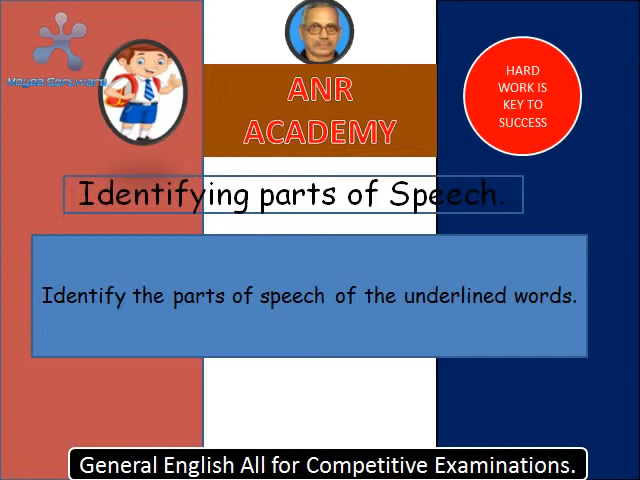 Moyea Software
ANR
ACADEMY
HARD
WORK IS
KEY TO
SUCCESS
Identifying parts of Speech.
Identify the parts of speech of the underlined words.
General English All for Competitive Examinations.